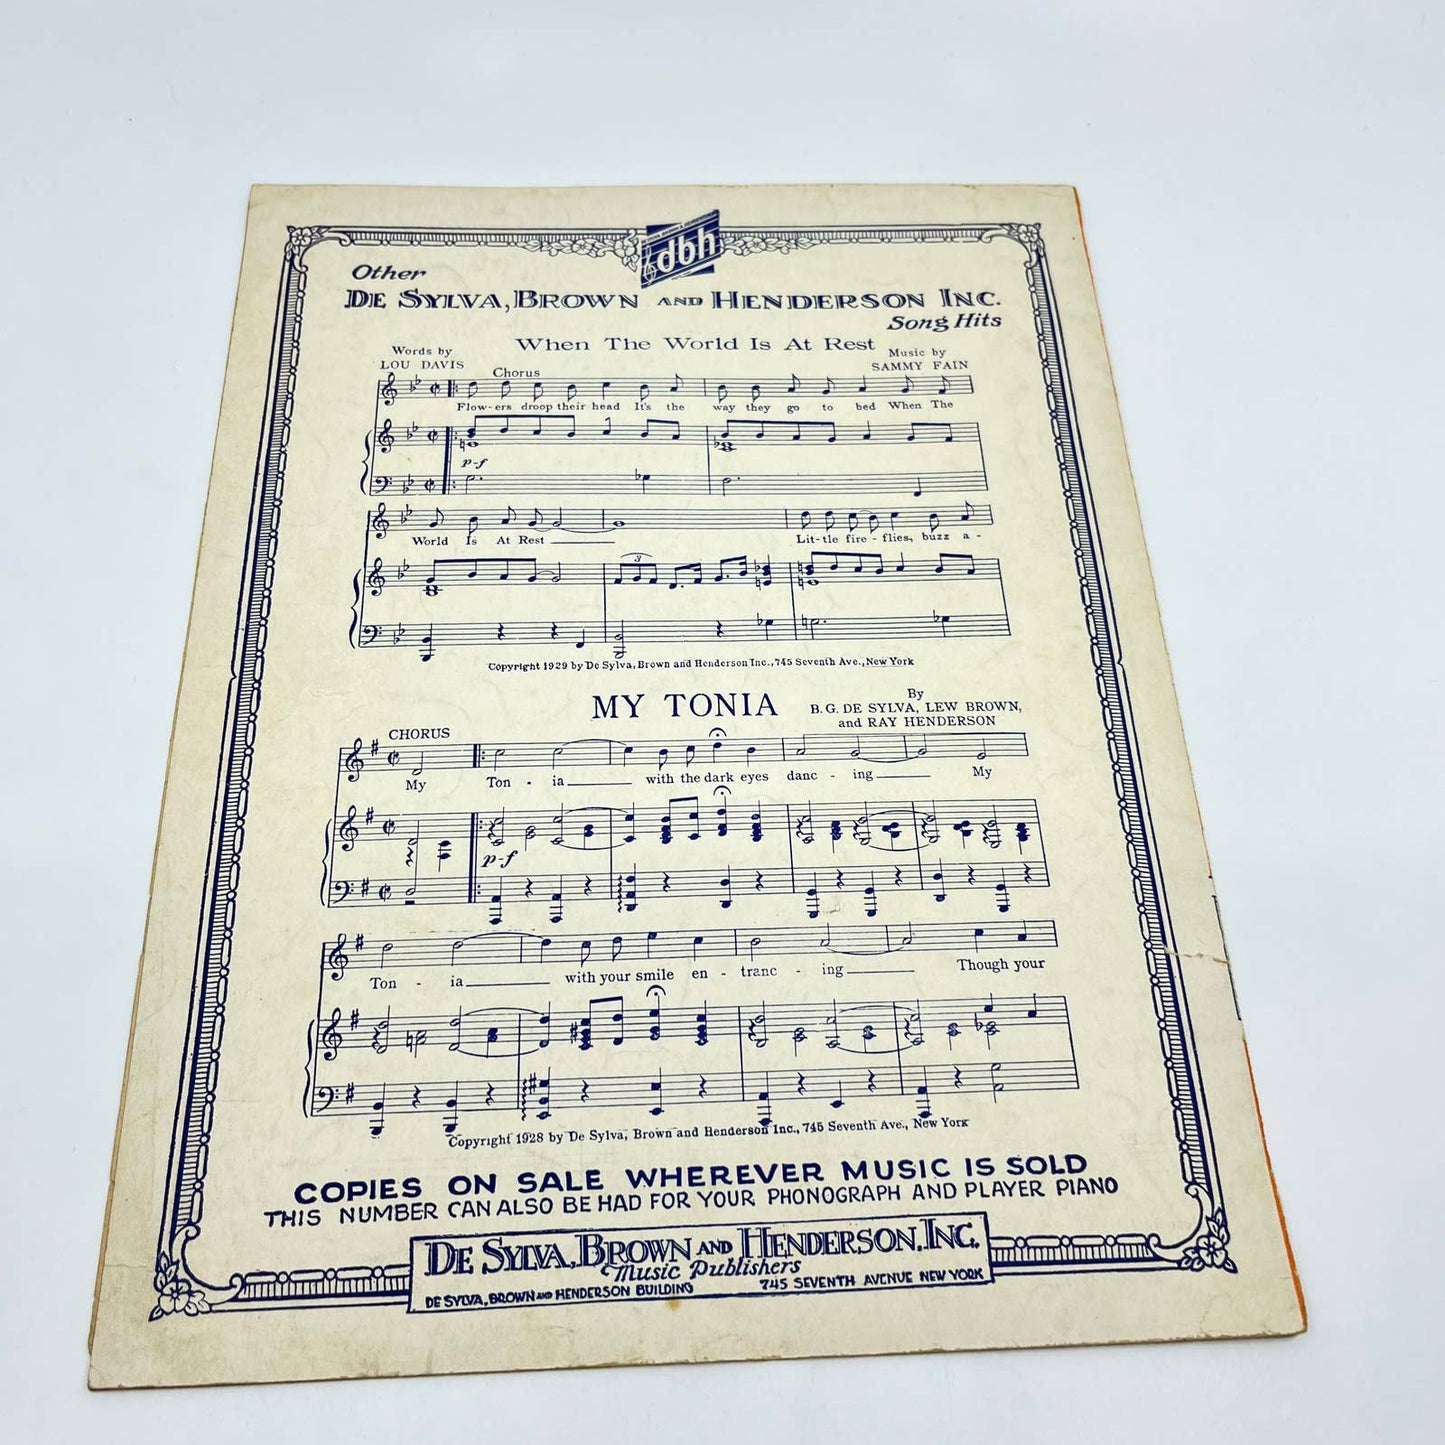 dbh
Other
DE SYLVA, BROWN AND HENDERSON INC.
Song Hits
When The World Is At Rest
Words by
LOU DAVIS
Music by
SAMMY FAIN
Chorus
Flow-ers droop their head It's the way they go to bed When The
p-f
World Is At Rest Lit-tle fire-flies, buzz a-
3
Copyright 1929 by De Sylva, Brown and Henderson Inc., 745 Seventh Ave., New York
MY TONIA
By
B.G. DE SYLVA, LEW BROWN,
and RAY HENDERSON
CHORUS
My Ton - ia with the dark eyes danc - ing My
p-f
Ton - ia with your smile en - tranc - ing Though your
Copyright 1928 by De Sylva, Brown and Henderson Inc., 745 Seventh Ave., New York
COPIES ON SALE WHEREVER MUSIC IS SOLD
THIS NUMBER CAN ALSO BE HAD FOR YOUR PHONOGRAPH AND PLAYER PIANO
DE SYLVA, BROWN AND HENDERSON, INC.
Music Publishers
DE SYLVA, BROWN AND HENDERSON BUILDING 745 SEVENTH AVENUE NEW YORK